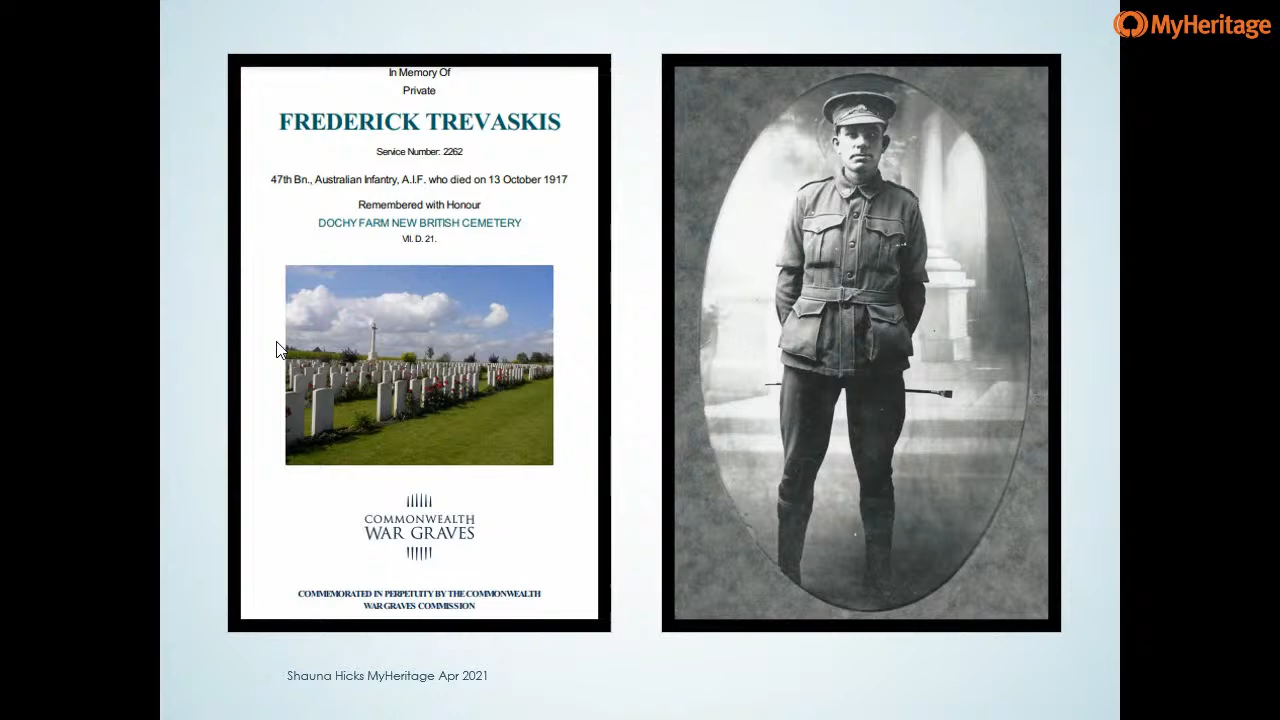 MyHeritage
In Memory Of
Private
FREDERICK TREVASKIS
Service Number: 2262
47th Bn., Australian Infantry, A.I.F. who died on 13 October 1917
Remembered with Honour
DOCHY FARM NEW BRITISH CEMETERY
VII. D. 21.
COMMONWEALTH
WAR GRAVES
COMMEMORATED IN PERPETUITY BY THE COMMONWEALTH
WAR GRAVES COMMISSION
Shauna Hicks MyHeritage Apr 2021